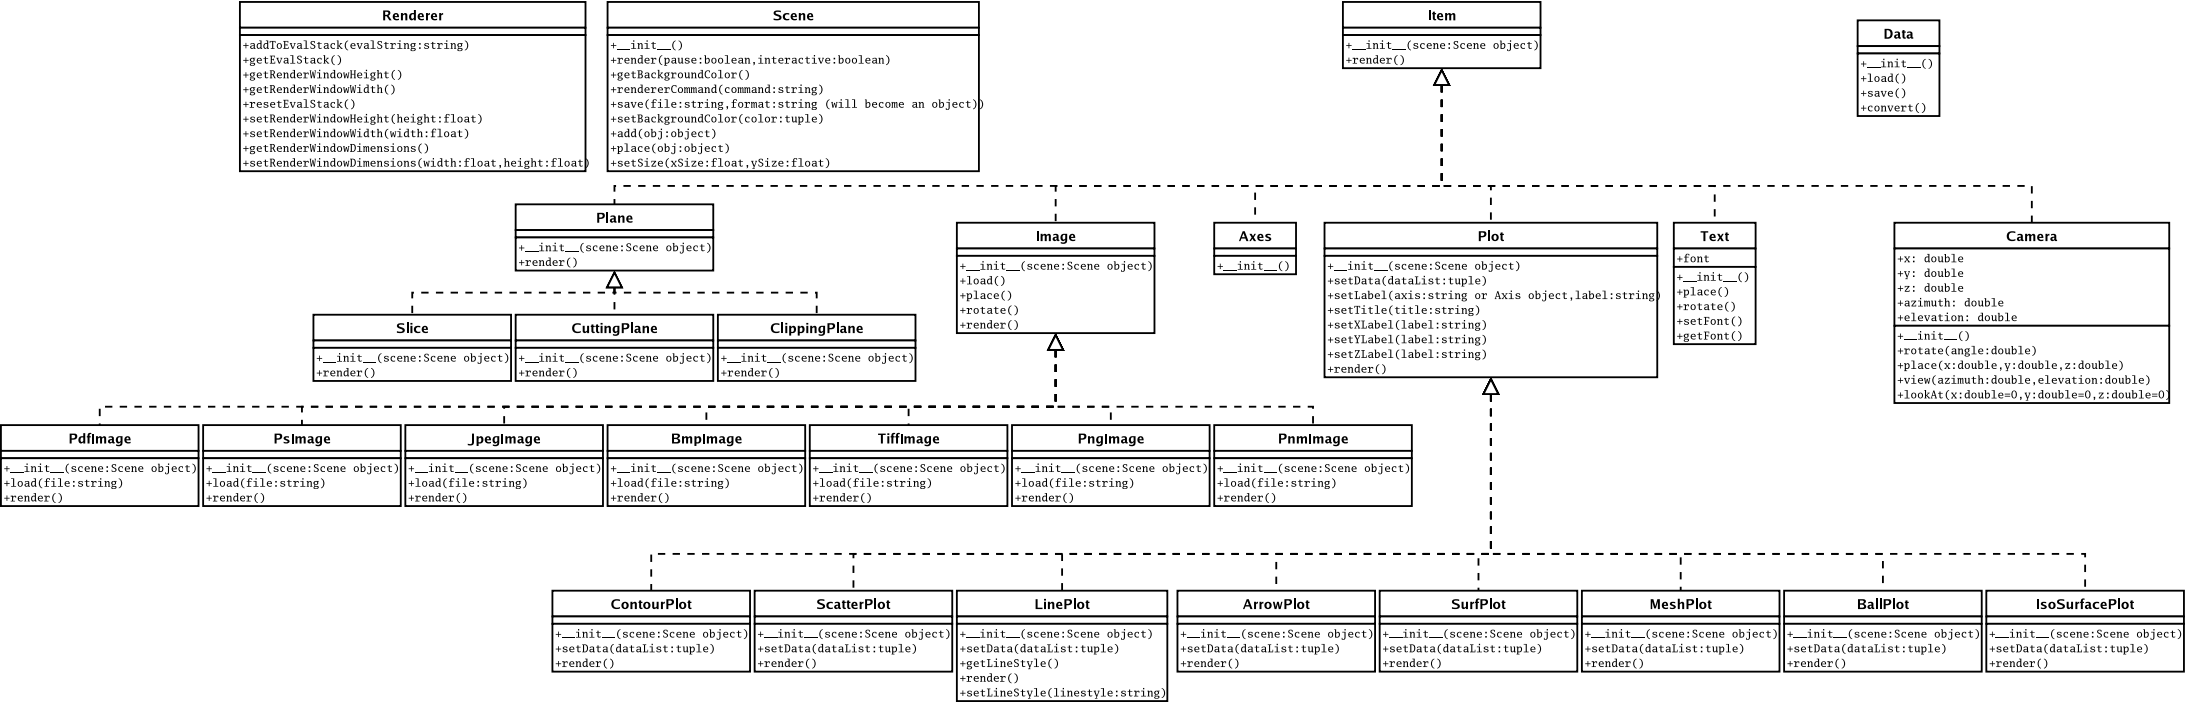 Renderer
+addToEvalStack(evalString:string)
+getEvalStack()
+getRenderWindowHeight()
+getRenderWindowWidth()
+resetEvalStack()
+setRenderWindowHeight(height:float)
+setRenderWindowWidth(width:float)
+getRenderWindowDimensions()
+setRenderWindowDimensions(width:float,height:float)
Scene
+__init__()
+render(pause:boolean,interactive:boolean)
+getBackgroundColor()
+rendererCommand(command:string)
+save(file:string,format:string (will become an object))
+setBackgroundColor(color:tuple)
+add(obj:object)
+place(obj:object)
+setSize(xSize:float,ySize:float)
Item
+__init__(scene:Scene object)
+render()
Data
+__init__()
+load()
+save()
+convert()
Plane
+__init__(scene:Scene object)
+render()
Image
+__init__(scene:Scene object)
+load()
+place()
+rotate()
+render()
Axes
+__init__()
Plot
+__init__(scene:Scene object)
+setData(dataList:tuple)
+setLabel(axis:string or Axis object,label:string)
+setTitle(title:string)
+setXLabel(label:string)
+setYLabel(label:string)
+setZLabel(label:string)
+render()
Text
+font
+__init__()
+place()
+rotate()
+setFont()
+getFont()
Camera
+x: double
+y: double
+z: double
+azimuth: double
+elevation: double
+__init__()
+rotate(angle:double)
+place(x:double,y:double,z:double)
+view(azimuth:double,elevation:double)
+lookAt(x:double=0,y:double=0,z:double=0)
Slice
+__init__(scene:Scene object)
+render()
CuttingPlane
+__init__(scene:Scene object)
+render()
ClippingPlane
+__init__(scene:Scene object)
+render()
PdfImage
+__init__(scene:Scene object)
+load(file:string)
+render()
PsImage
+__init__(scene:Scene object)
+load(file:string)
+render()
JpegImage
+__init__(scene:Scene object)
+load(file:string)
+render()
BmpImage
+__init__(scene:Scene object)
+load(file:string)
+render()
TiffImage
+__init__(scene:Scene object)
+load(file:string)
+render()
PngImage
+__init__(scene:Scene object)
+load(file:string)
+render()
PnmImage
+__init__(scene:Scene object)
+load(file:string)
+render()
ContourPlot
+__init__(scene:Scene object)
+setData(dataList:tuple)
+render()
ScatterPlot
+__init__(scene:Scene object)
+setData(dataList:tuple)
+render()
LinePlot
+__init__(scene:Scene object)
+setData(dataList:tuple)
+getLineStyle()
+render()
+setLineStyle(linestyle:string)
ArrowPlot
+__init__(scene:Scene object)
+setData(dataList:tuple)
+render()
SurfPlot
+__init__(scene:Scene object)
+setData(dataList:tuple)
+render()
MeshPlot
+__init__(scene:Scene object)
+setData(dataList:tuple)
+render()
BallPlot
+__init__(scene:Scene object)
+setData(dataList:tuple)
+render()
IsoSurfacePlot
+__init__(scene:Scene object)
+setData(dataList:tuple)
+render()